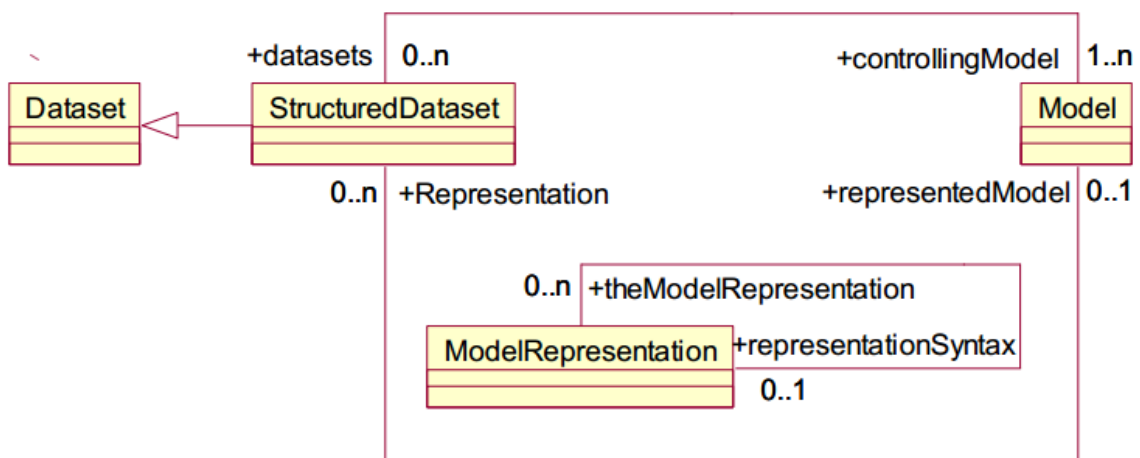 +datasets 0..n
+controllingModel 1..n
Dataset
StructuredDataset
Model
0..n +Representation
+representedModel 0..1
0..n +theModelRepresentation
ModelRepresentation
+representationSyntax
0..1